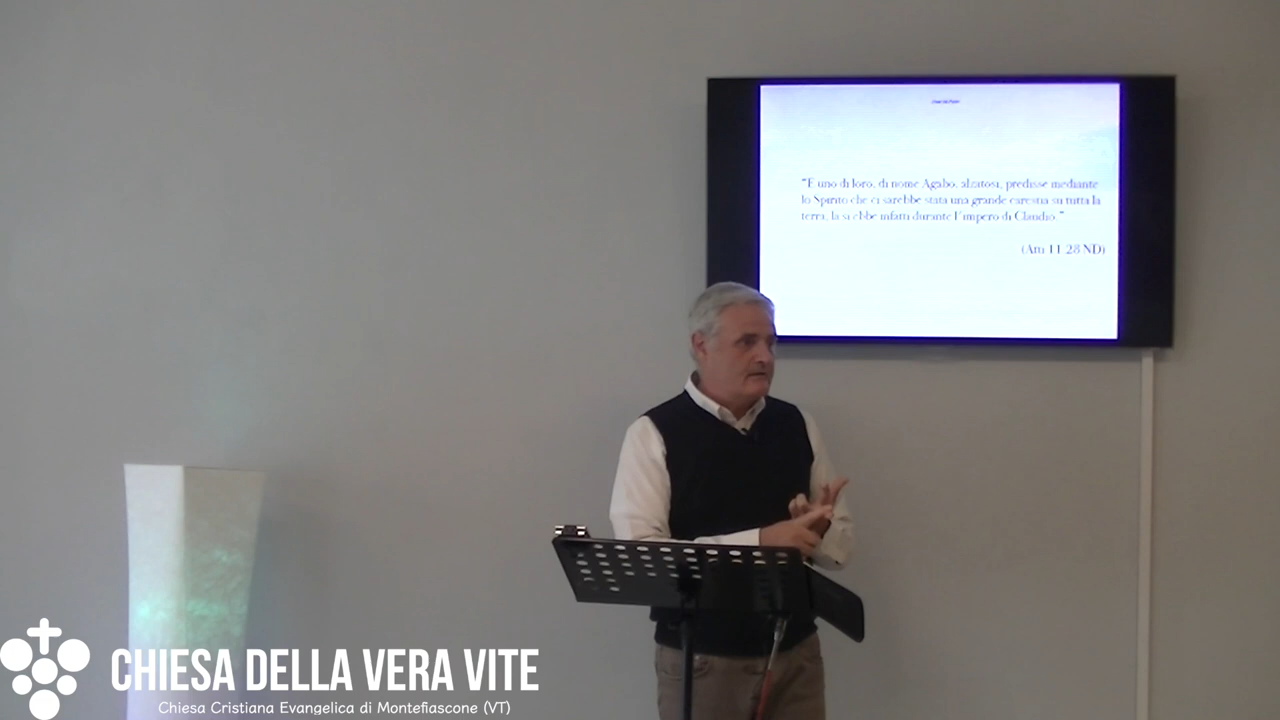 "E uno di loro, di nome Agabo, alzatosi, predisse mediante
lo Spirito che ci sarebbe stata una grande carestia su tutta la
terra; la si ebbe infatti durante l'impero di Claudio."
(Atti 11:28 ND)
CHIESA DELLA VERA VITE
Chiesa Cristiana Evangelica di Montefiascone (VT)